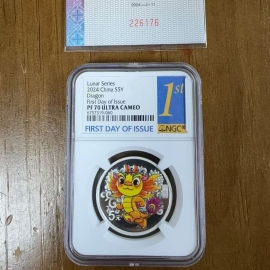 226176
Lunar Series
2024 China S5Y
Dragon
First Day of Issue
PF 70 ULTRA CAMEO
1st
NGC
FIRST DAY OF ISSUE